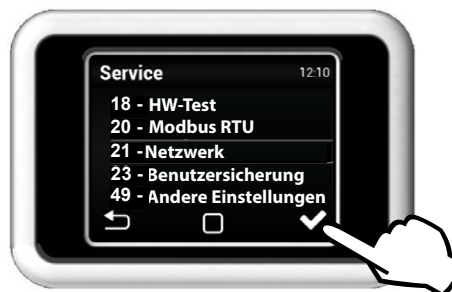 Service 12:10
18 - HW-Test
20 - Modbus RTU
21 -Netzwerk
23 - Benutzersicherung
49 - Andere Einstellungen